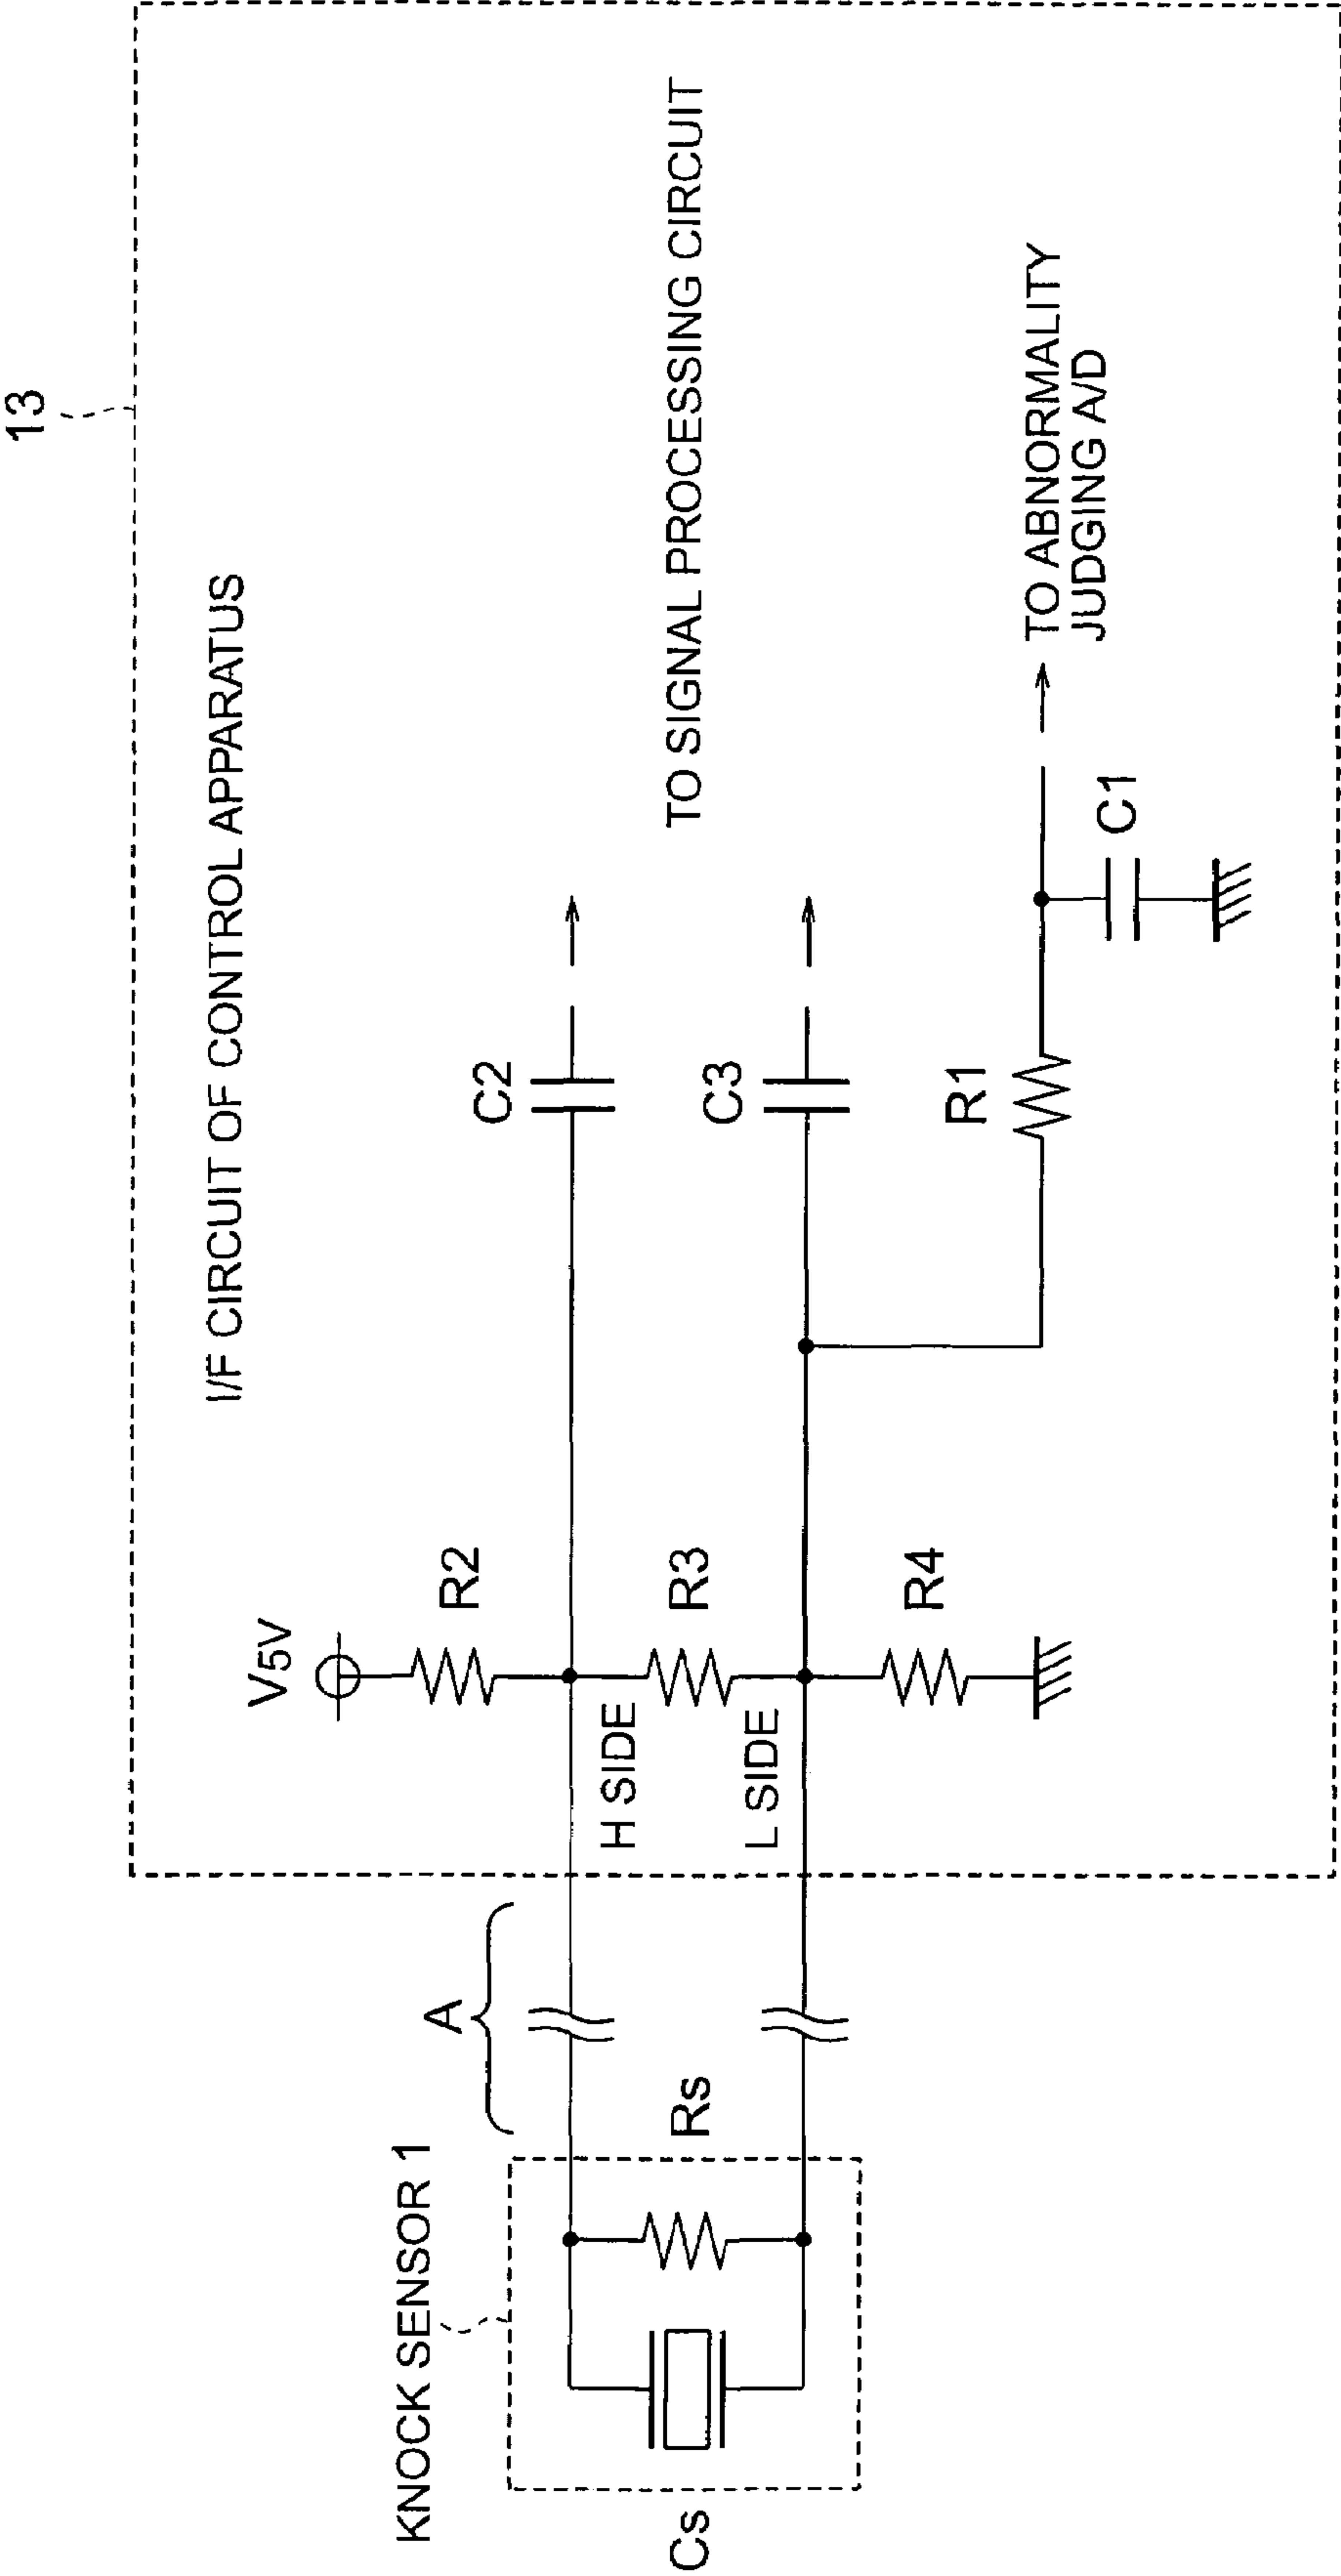 13
I/F CIRCUIT OF CONTROL APPARATUS
V5V
R2
C2
KNOCK SENSOR 1
A
H SIDE
TO SIGNAL PROCESSING CIRCUIT
Rs
R3
C3
Cs
L SIDE
R4
R1
TO ABNORMALITY
JUDGING A/D
C1